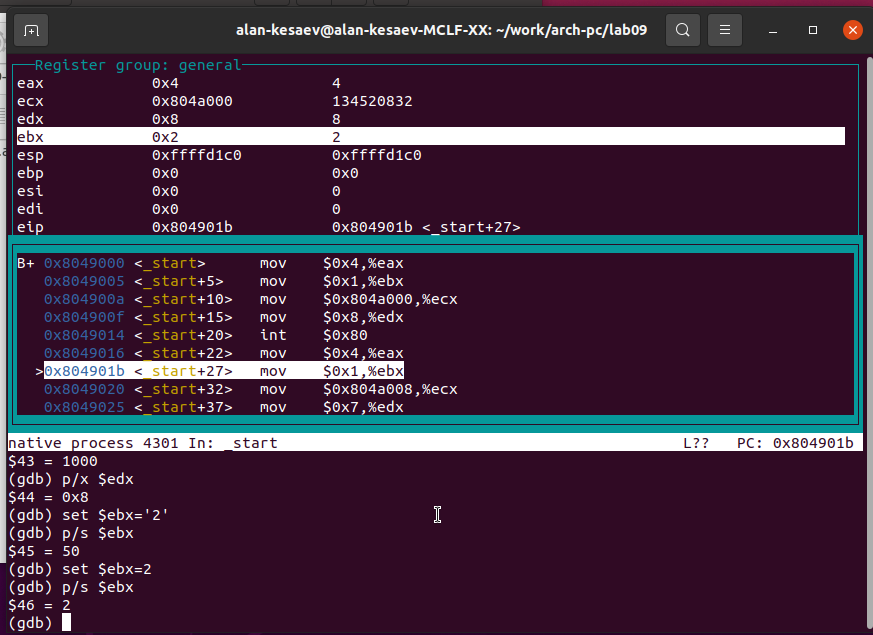 alan-kesaev@alan-kesaev-MCLF-XX: ~/work/arch-pc/lab09
Register group: general
eax 0x4 4
ecx 0x804a000 134520832
edx 0x8 8
ebx 0x2 2
esp 0xffffd1c0 0xffffd1c0
ebp 0x0 0x0
esi 0x0 0
edi 0x0 0
eip 0x804901b 0x804901b <_start+27>
B+ 0x8049000 <_start> mov $0x4,%eax
0x8049005 <_start+5> mov $0x1,%ebx
0x804900a <_start+10> mov $0x804a000,%ecx
0x804900f <_start+15> mov $0x8,%edx
0x8049014 <_start+20> int $0x80
0x8049016 <_start+22> mov $0x4,%eax
>0x804901b <_start+27> mov $0x1,%ebx
0x8049020 <_start+32> mov $0x804a008,%ecx
0x8049025 <_start+37> mov $0x7,%edx
native process 4301 In: _start L?? PC: 0x804901b
$43 = 1000
(gdb) p/x $edx
$44 = 0x8
(gdb) set $ebx='2'
(gdb) p/s $ebx
$45 = 50
(gdb) set $ebx=2
(gdb) p/s $ebx
$46 = 2
(gdb)